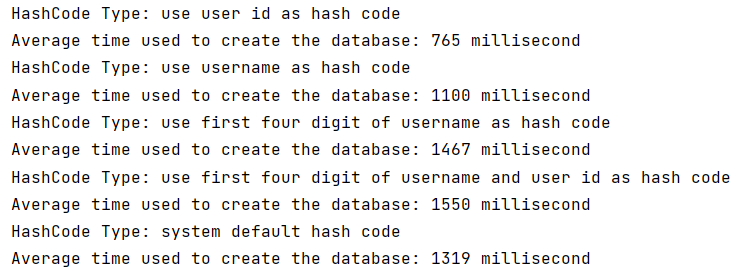 HashCode Type: use user id as hash code
Average time used to create the database: 765 millisecond
HashCode Type: use username as hash code
Average time used to create the database: 1100 millisecond
HashCode Type: use first four digit of username as hash code
Average time used to create the database: 1467 millisecond
HashCode Type: use first four digit of username and user id as hash code
Average time used to create the database: 1550 millisecond
HashCode Type: system default hash code
Average time used to create the database: 1319 millisecond